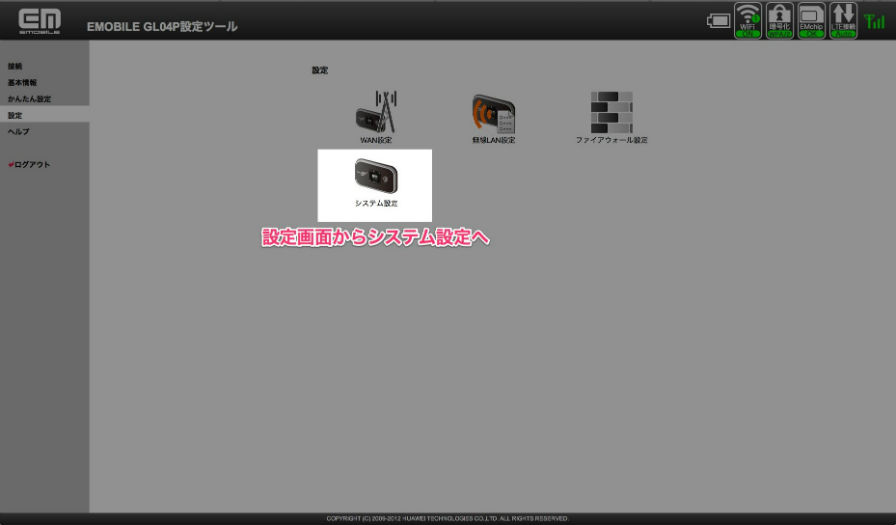 EM
EMOBILE
EMOBILE GL04P設定ツール
WiFi
ON
暗号化
WPA/2
EMchip
OK
LTE接続
Auto
接続
基本情報
かんたん設定
設定
ヘルプ
ログアウト
設定
WAN設定
無線LAN設定
ファイアウォール設定
システム設定
設定画面からシステム設定へ
COPYRIGHT (C) 2006-2012 HUAWEI TECHNOLOGIES CO.,LTD. ALL RIGHTS RESERVED.